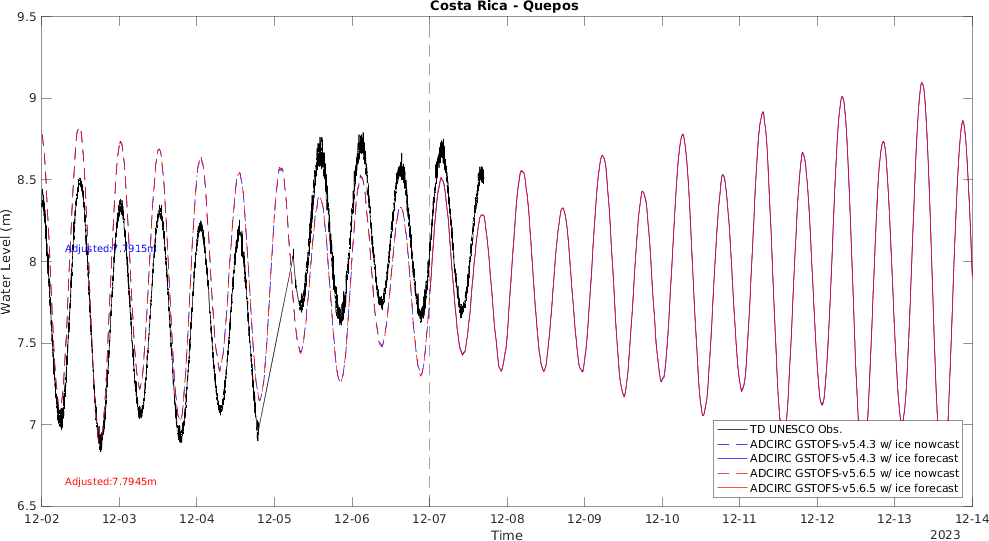 Costa Rica - Quepos
9.5
9
8.5
8
7.5
7
6.5
Water Level (m)
Adjusted:7.7915m
Adjusted:7.7945m
TD UNESCO Obs.
ADCIRC GSTOFS-v5.4.3 w/ ice nowcast
ADCIRC GSTOFS-v5.4.3 w/ ice forecast
ADCIRC GSTOFS-v5.6.5 w/ ice nowcast
ADCIRC GSTOFS-v5.6.5 w/ ice forecast
12-02 12-03 12-04 12-05 12-06 12-07 12-08 12-09 12-10 12-11 12-12 12-13 12-14
Time
2023